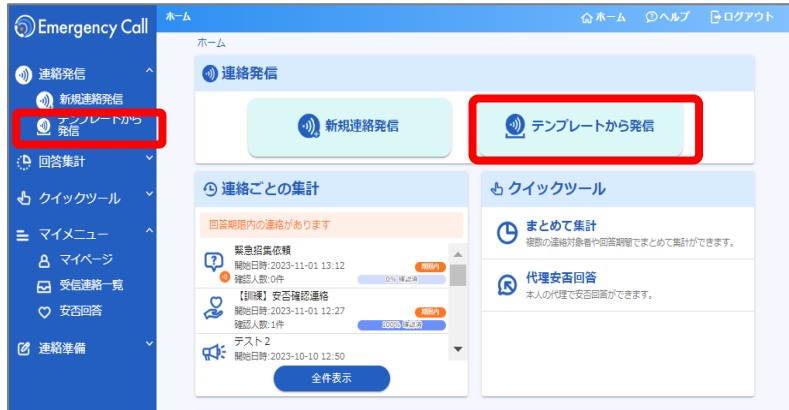 Emergency Call
ホーム
ホーム
ヘルプ
ログアウト
ホーム
連絡発信
新規連絡発信
テンプレートから
発信
回答集計
クイックツール
マイメニュー
マイページ
受信連絡一覧
安否回答
連絡準備
連絡発信
新規連絡発信
テンプレートから発信
連絡ごとの集計
回答期限内の連絡があります
緊急招集依頼
開始日時:2023-11-01 13:12
期限内
確認人数:0件
0% 確認済
【訓練】安否確認連絡
開始日時:2023-11-01 12:27
期限内
確認人数:1件
100% 確認済
テスト2
開始日時:2023-10-10 12:50
全件表示
クイックツール
まとめて集計
複数の連絡対象者や回答期間でまとめて集計ができます。
代理安否回答
本人の代理で安否回答ができます。